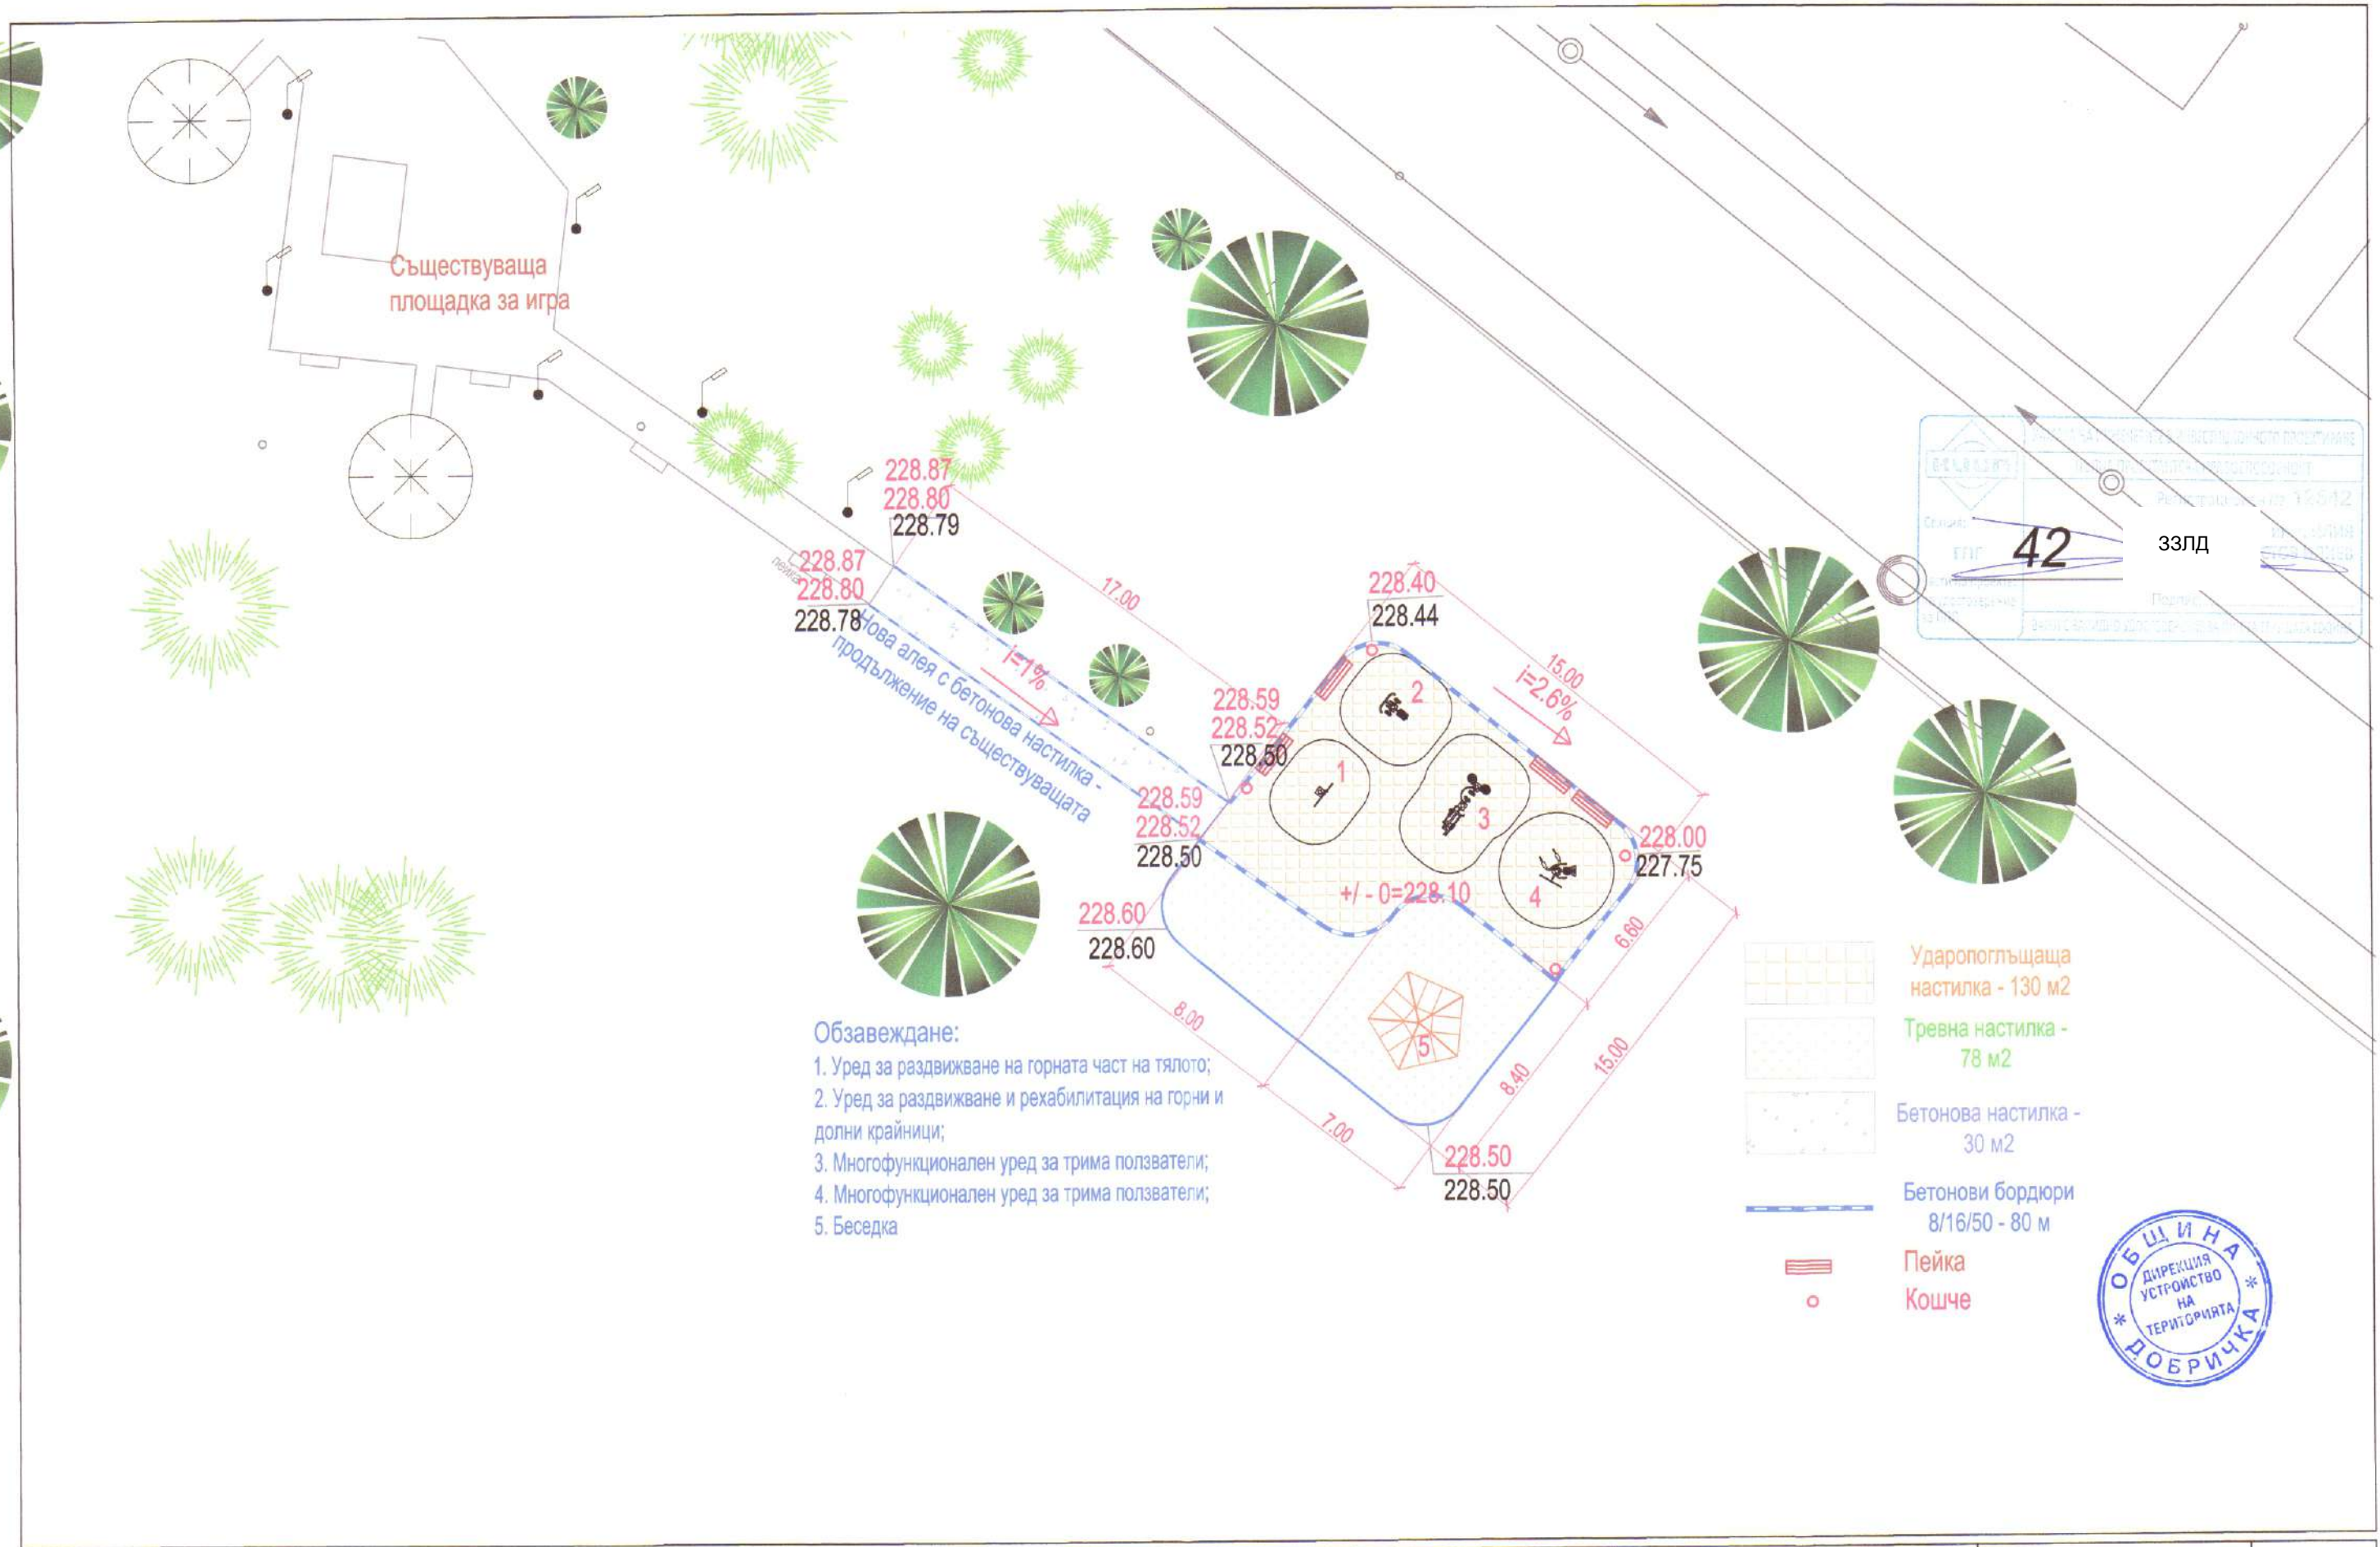 Съществуваща
площадка за игра
228.87
228.80
228.79
пейка
228.87
228.80
228.78
Нова алея с бетонова настилка -
продължение на съществуващата
i=1%
17.00
228.40
228.44
15.00
i=2.6%
228.59
228.52
228.50
228.59
228.52
228.50
1
2
3
4
5
228.00
227.75
+/ - 0=228.10
228.60
228.60
6.60
8.40
15.00
8.00
7.00
228.50
228.50
Обзавеждане:
1. Уред за раздвижване на горната част на тялото;
2. Уред за раздвижване и рехабилитация на горни и
долни крайници;
3. Многофункционален уред за трима ползватели;
4. Многофункционален уред за трима ползватели;
5. Беседка
42
ЗЗЛД
Ударопоглъщаща
настилка - 130 м2
Тревна настилка -
78 м2
Бетонова настилка -
30 м2
Бетонови бордюри
8/16/50 - 80 м
Пейка
Кошче
* ОБЩИНА * ДОБРИЧКА
ДИРЕКЦИЯ
УСТРОЙСТВО
НА
ТЕРИТОРИЯТА